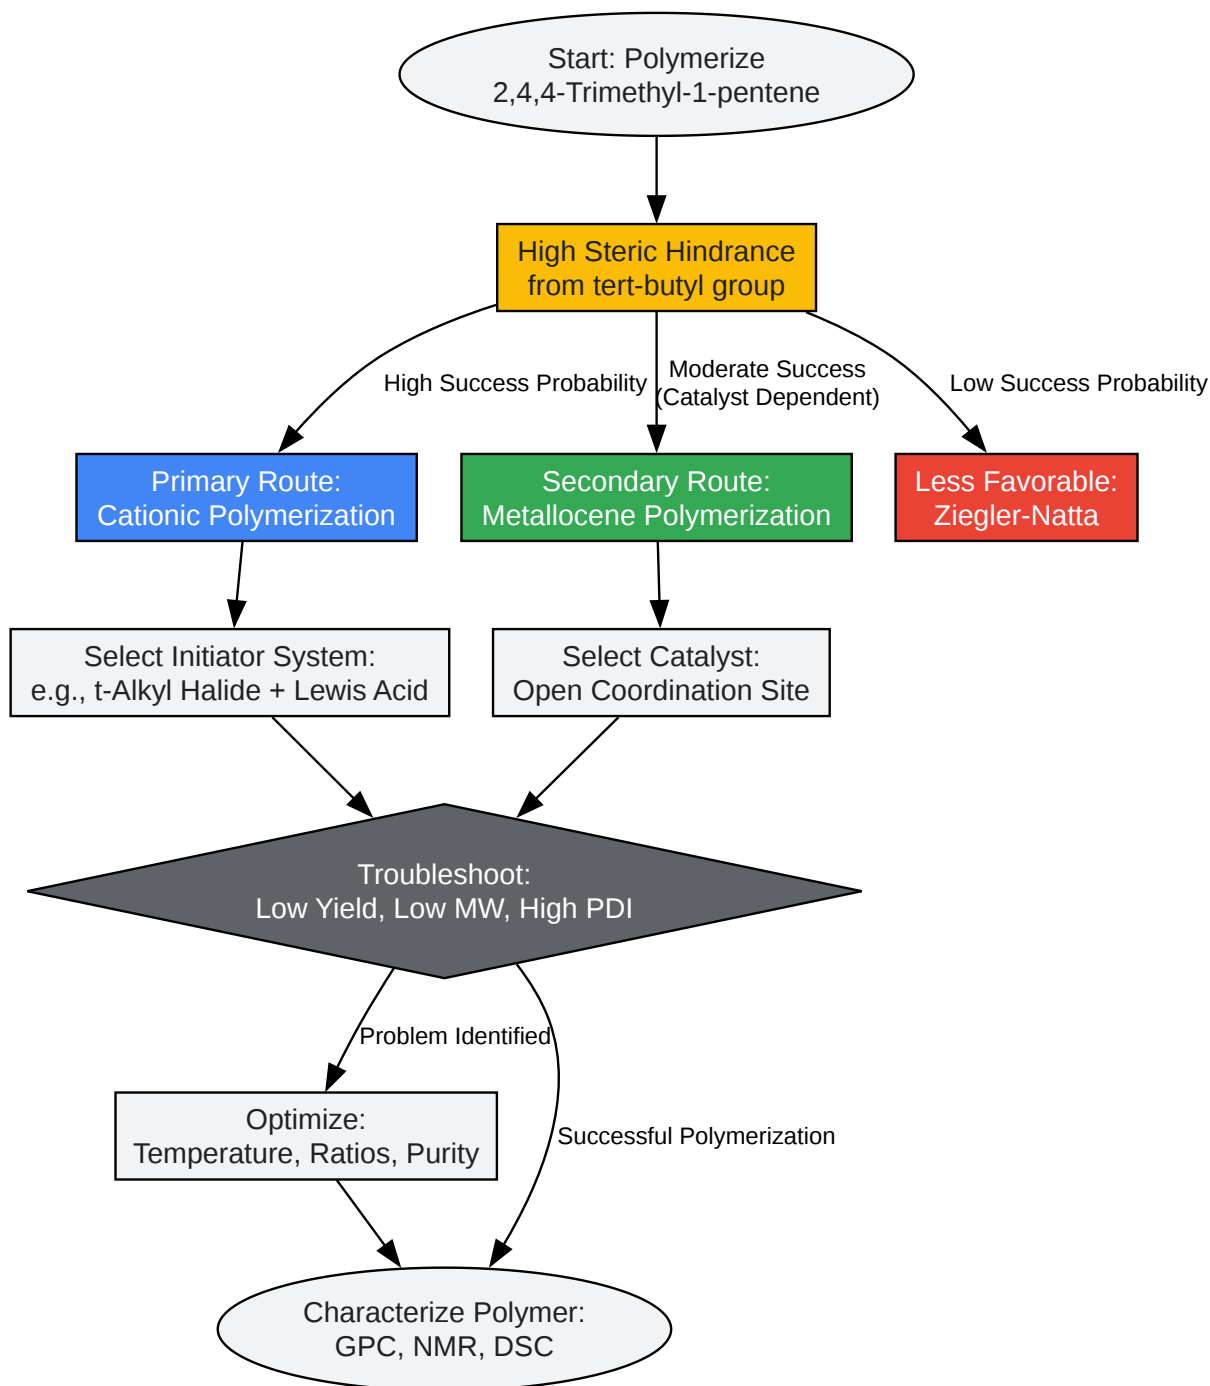 Start: Polymerize
2,4,4-Trimethyl-1-pentene
High Steric Hindrance
from tert-butyl group
High Success Probability
Moderate Success
(Catalyst Dependent)
Low Success Probability
Primary Route:
Cationic Polymerization
Secondary Route:
Metallocene Polymerization
Less Favorable:
Ziegler-Natta
Select Initiator System:
e.g., t-Alkyl Halide + Lewis Acid
Select Catalyst:
Open Coordination Site
Troubleshoot:
Low Yield, Low MW, High PDI
Problem Identified
Optimize:
Temperature, Ratios, Purity
Successful Polymerization
Characterize Polymer:
GPC, NMR, DSC